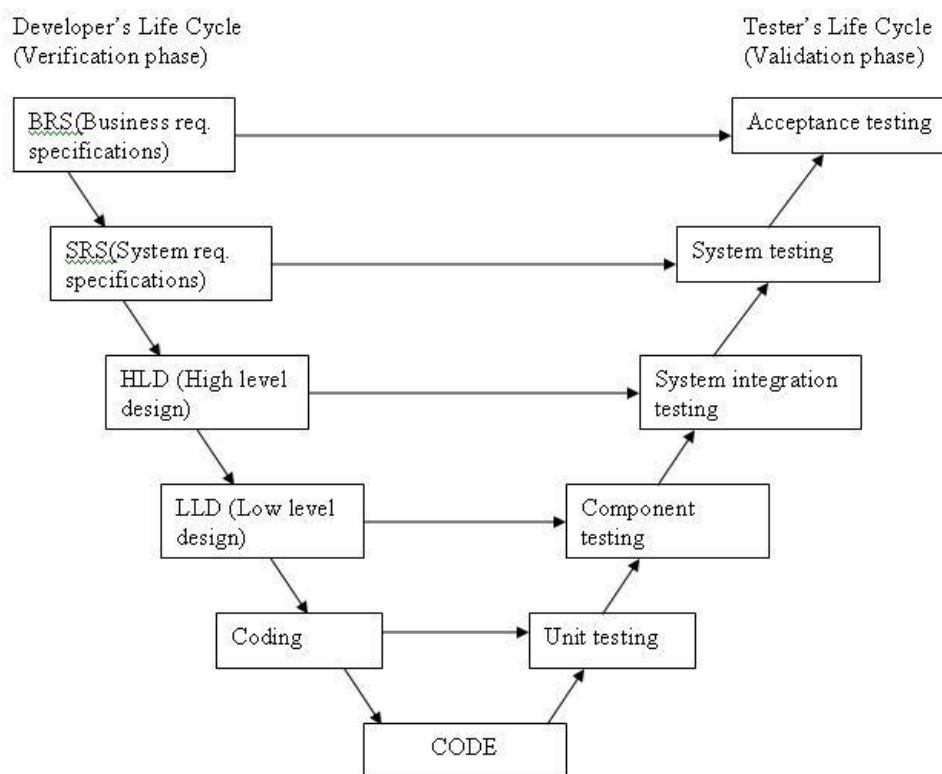 Developer's Life Cycle
(Verification phase)
Tester's Life Cycle
(Validation phase)
BRS(Business req.
specifications)
Acceptance testing
SRS(System req.
specifications)
System testing
HLD (High level
design)
System integration
testing
LLD (Low level
design)
Component
testing
Coding
Unit testing
CODE